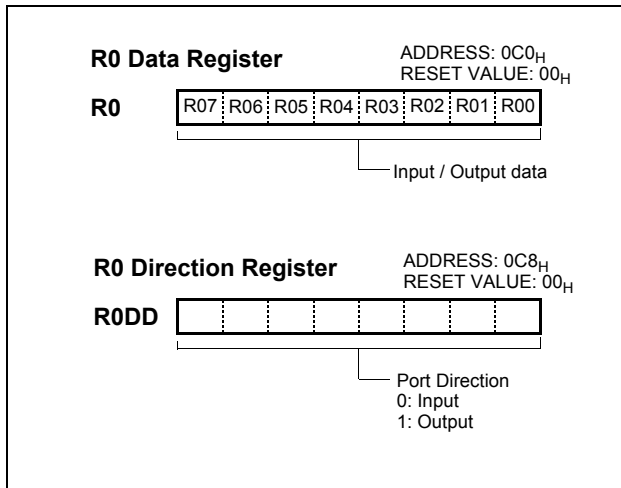 R0 Data Register
ADDRESS: 0C0H
RESET VALUE: 00H
R0
R07 R06 R05 R04 R03 R02 R01 R00
Input / Output data
R0 Direction Register
ADDRESS: 0C8H
RESET VALUE: 00H
R0DD
Port Direction
0: Input
1: Output